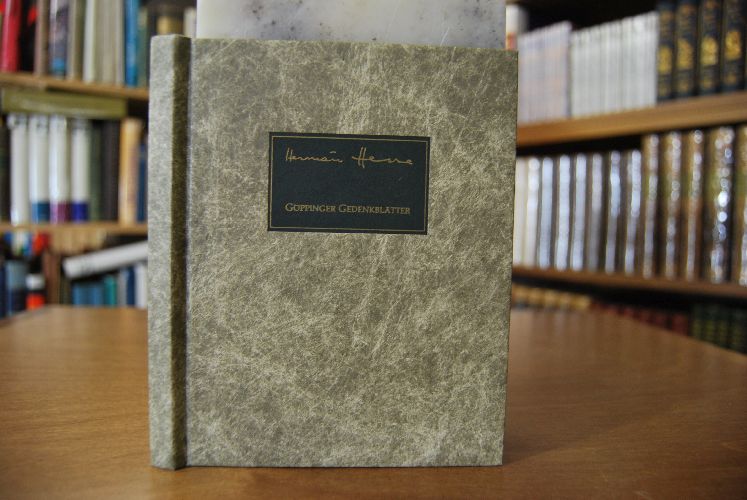 Hermann Hesse
GÖPPINGER GEDENKBLÄTTER